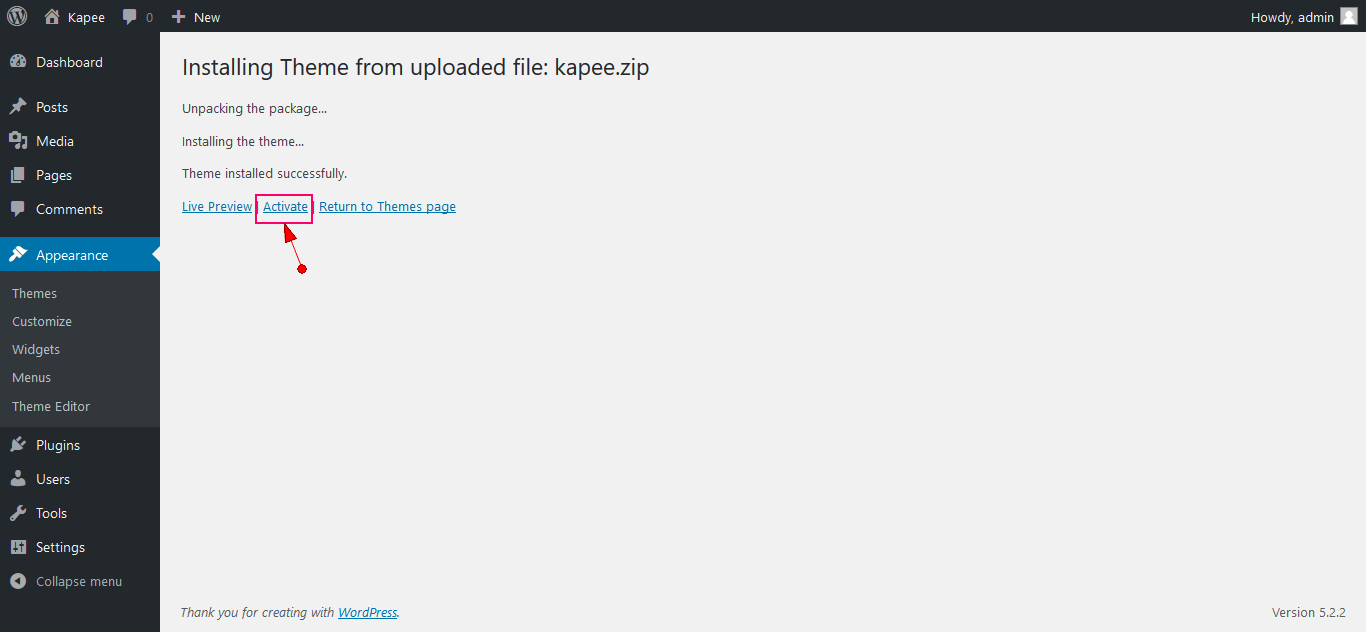 Kapee 0 New Howdy, admin
Dashboard
Posts
Media
Pages
Comments
Appearance
Themes
Customize
Widgets
Menus
Theme Editor
Plugins
Users
Tools
Settings
Collapse menu
Installing Theme from uploaded file: kapee.zip
Unpacking the package...
Installing the theme...
Theme installed successfully.
Live Preview | Activate | Return to Themes page
Thank you for creating with WordPress. Version 5.2.2